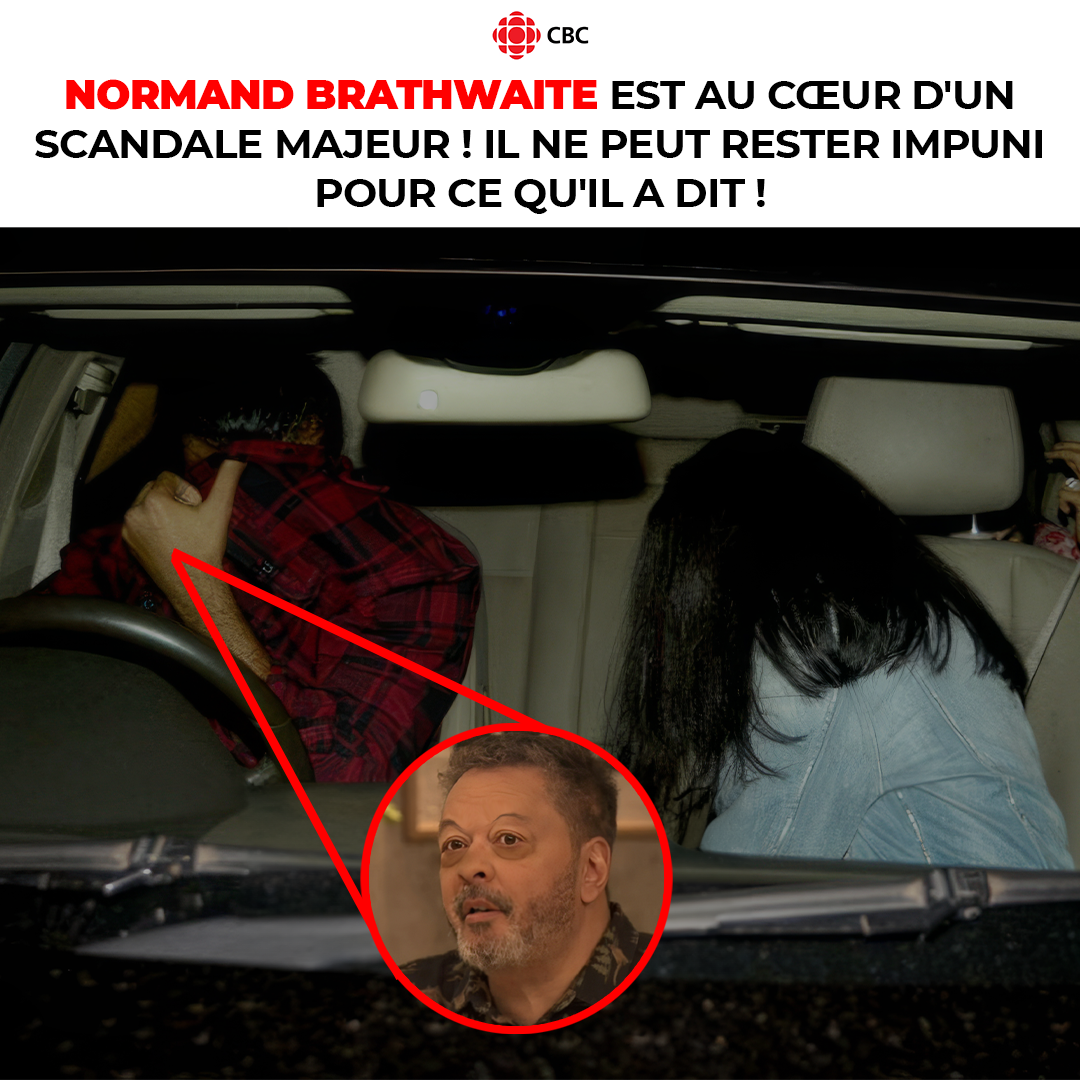 CBC
NORMAND BRATHWAITE EST AU CŒUR D'UN
SCANDALE MAJEUR ! IL NE PEUT RESTER IMPUNI
POUR CE QU'IL A DIT !